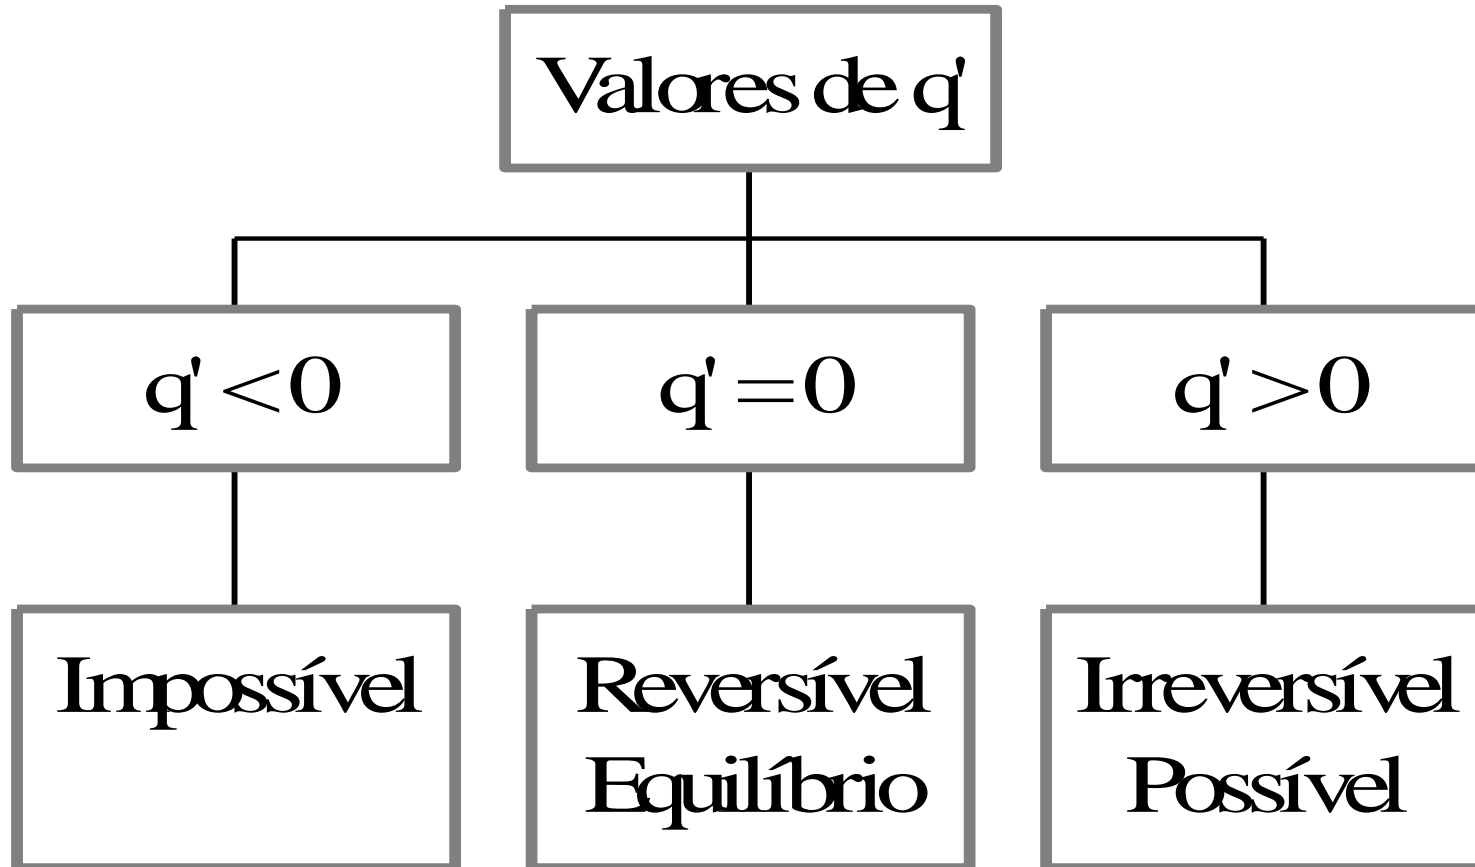 Valores de q'
q' < 0
q' = 0
q' > 0
Impossível
Reversível
Equilíbrio
Irreversível
Possível